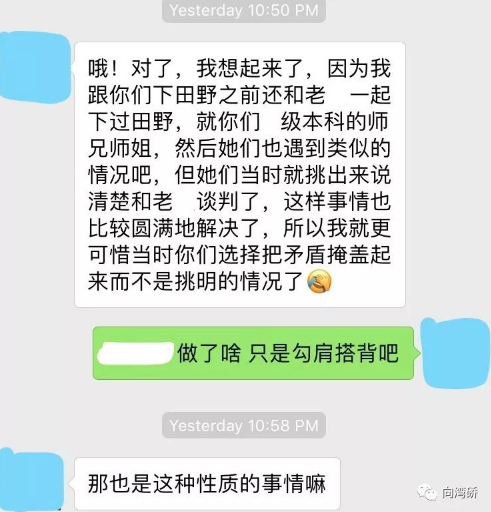 Yesterday 10:50 PM
哦！对了，我想起来了，因为我
跟你们下田野之前还和老 一起
下过田野，就你们 级本科的师
兄师姐，然后她们也遇到类似的
情况吧，但她们当时就挑出来说
清楚和老 谈判了，这样事情也
比较圆满地解决了，所以我就更
可惜当时你们选择把矛盾掩盖起
来而不是挑明的情况了🤣
做了啥 只是勾肩搭背吧
Yesterday 10:58 PM
那也是这种性质的事情嘛
向鸿骄